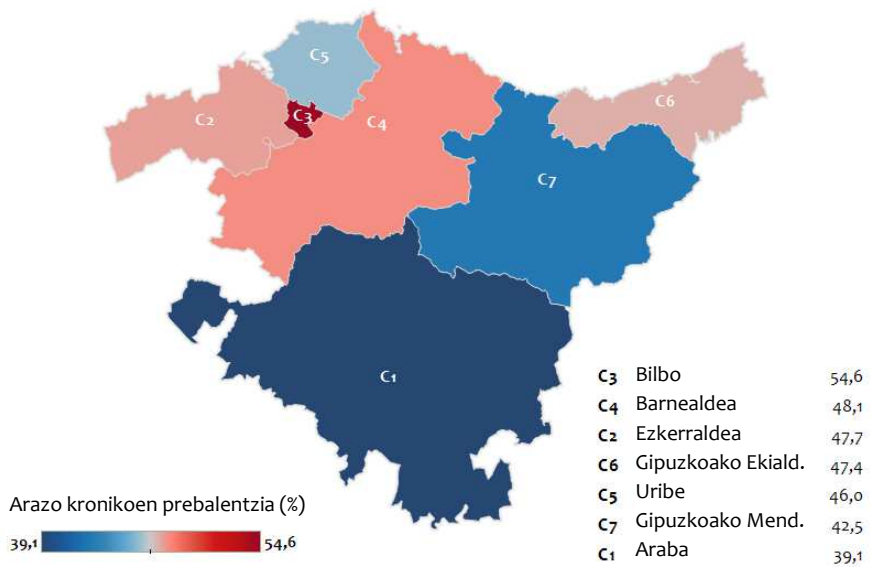 C5
C6
C2
C3
C4
C7
C1
C3 Bilbo 54,6
C4 Barnealdea 48,1
C2 Ezkerraldea 47,7
C6 Gipuzkoako Ekiald. 47,4
C5 Uribe 46,0
C7 Gipuzkoako Mend. 42,5
C1 Araba 39,1
Arazo kronikoen prebalentzia (%)
39,1 54,6